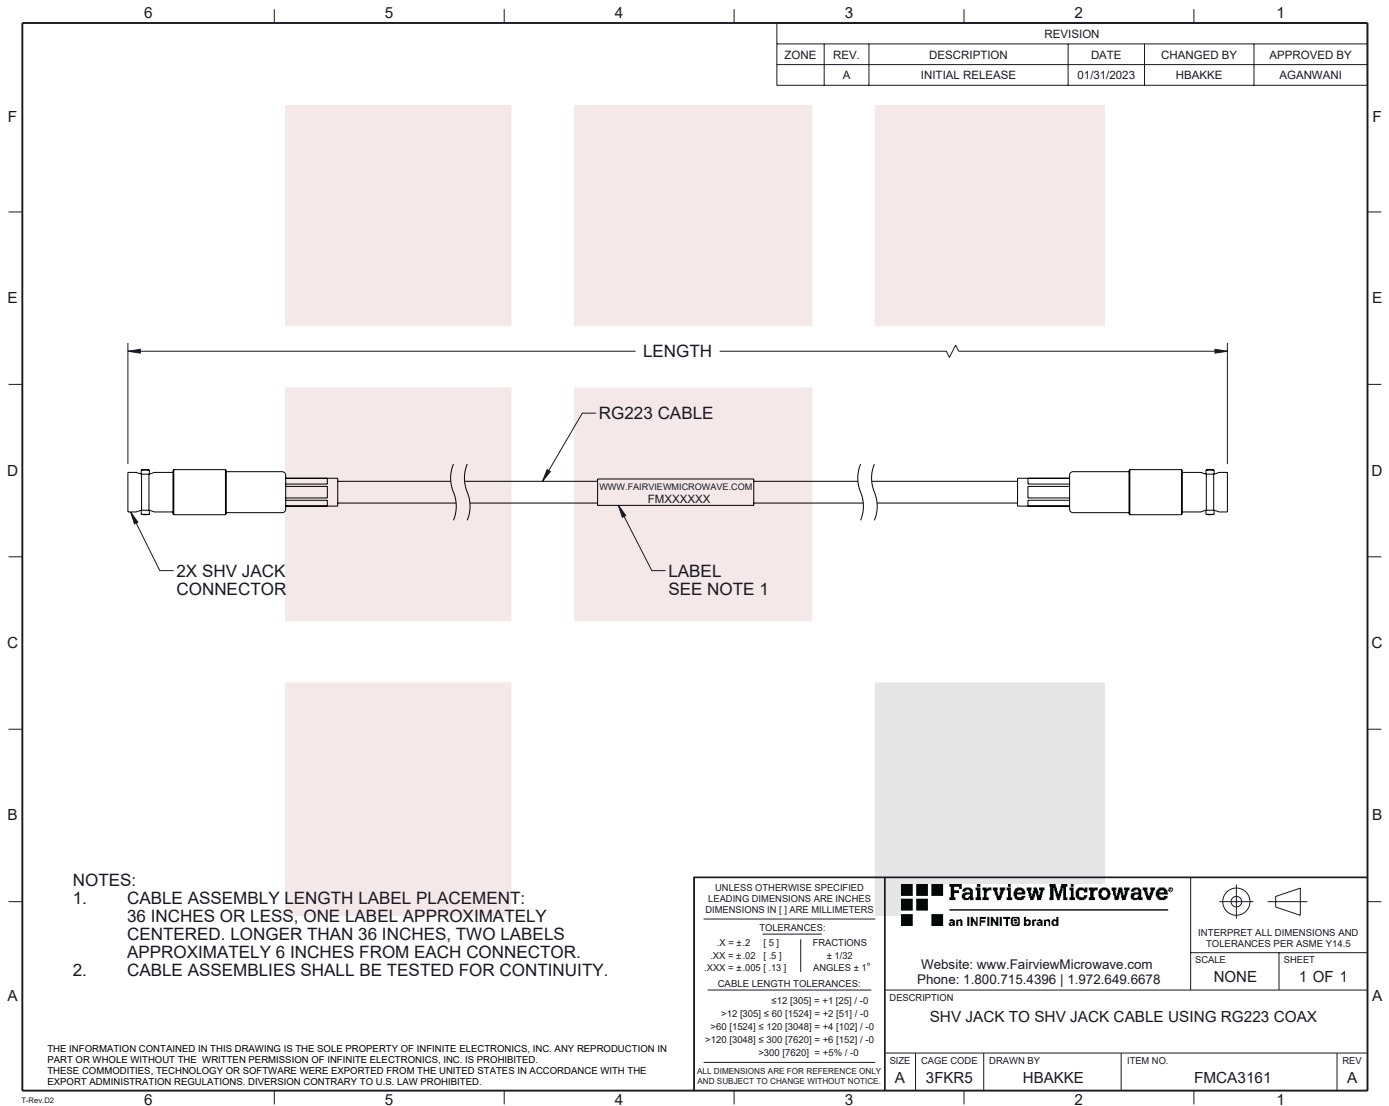 6 5 4 3 2 1
REVISION
ZONE REV. DESCRIPTION DATE CHANGED BY APPROVED BY
A INITIAL RELEASE 01/31/2023 HBAKKE AGANWANI
F F
E E
LENGTH
RG223 CABLE
D D
WWW.FAIRVIEWMICROWAVE.COM
FMXXXXXX
2X SHV JACK
CONNECTOR
LABEL
SEE NOTE 1
C C
B B
NOTES:
1. CABLE ASSEMBLY LENGTH LABEL PLACEMENT:
36 INCHES OR LESS, ONE LABEL APPROXIMATELY
CENTERED. LONGER THAN 36 INCHES, TWO LABELS
APPROXIMATELY 6 INCHES FROM EACH CONNECTOR.
2. CABLE ASSEMBLIES SHALL BE TESTED FOR CONTINUITY.
A A
THE INFORMATION CONTAINED IN THIS DRAWING IS THE SOLE PROPERTY OF INFINITE ELECTRONICS, INC. ANY REPRODUCTION IN
PART OR WHOLE WITHOUT THE WRITTEN PERMISSION OF INFINITE ELECTRONICS, INC. IS PROHIBITED.
THESE COMMODITIES, TECHNOLOGY OR SOFTWARE WERE EXPORTED FROM THE UNITED STATES IN ACCORDANCE WITH THE
EXPORT ADMINISTRATION REGULATIONS. DIVERSION CONTRARY TO U.S. LAW PROHIBITED.
UNLESS OTHERWISE SPECIFIED
LEADING DIMENSIONS ARE INCHES
DIMENSIONS IN [ ] ARE MILLIMETERS
TOLERANCES:
.X = ±.2 [ 5 ] FRACTIONS
.XX = ±.02 [ .5 ] ± 1/32
.XXX = ±.005 [ .13 ] ANGLES ± 1°
CABLE LENGTH TOLERANCES:
≤12 [305] = +1 [25] / -0
>12 [305] ≤ 60 [1524] = +2 [51] / -0
>60 [1524] ≤ 120 [3048] = +4 [102] / -0
>120 [3048] ≤ 300 [7620] = +6 [152] / -0
>300 [7620] = +5% / -0
ALL DIMENSIONS ARE FOR REFERENCE ONLY
AND SUBJECT TO CHANGE WITHOUT NOTICE.
Fairview Microwave®
an INFINITE brand
Website: www.FairviewMicrowave.com
Phone: 1.800.715.4396 | 1.972.649.6678
INTERPRET ALL DIMENSIONS AND
TOLERANCES PER ASME Y14.5
SCALE SHEET
NONE 1 OF 1
DESCRIPTION
SHV JACK TO SHV JACK CABLE USING RG223 COAX
SIZE CAGE CODE DRAWN BY ITEM NO. REV
A 3FKR5 HBAKKE FMCA3161 A
T-Rev.D2
6 5 4 3 2 1